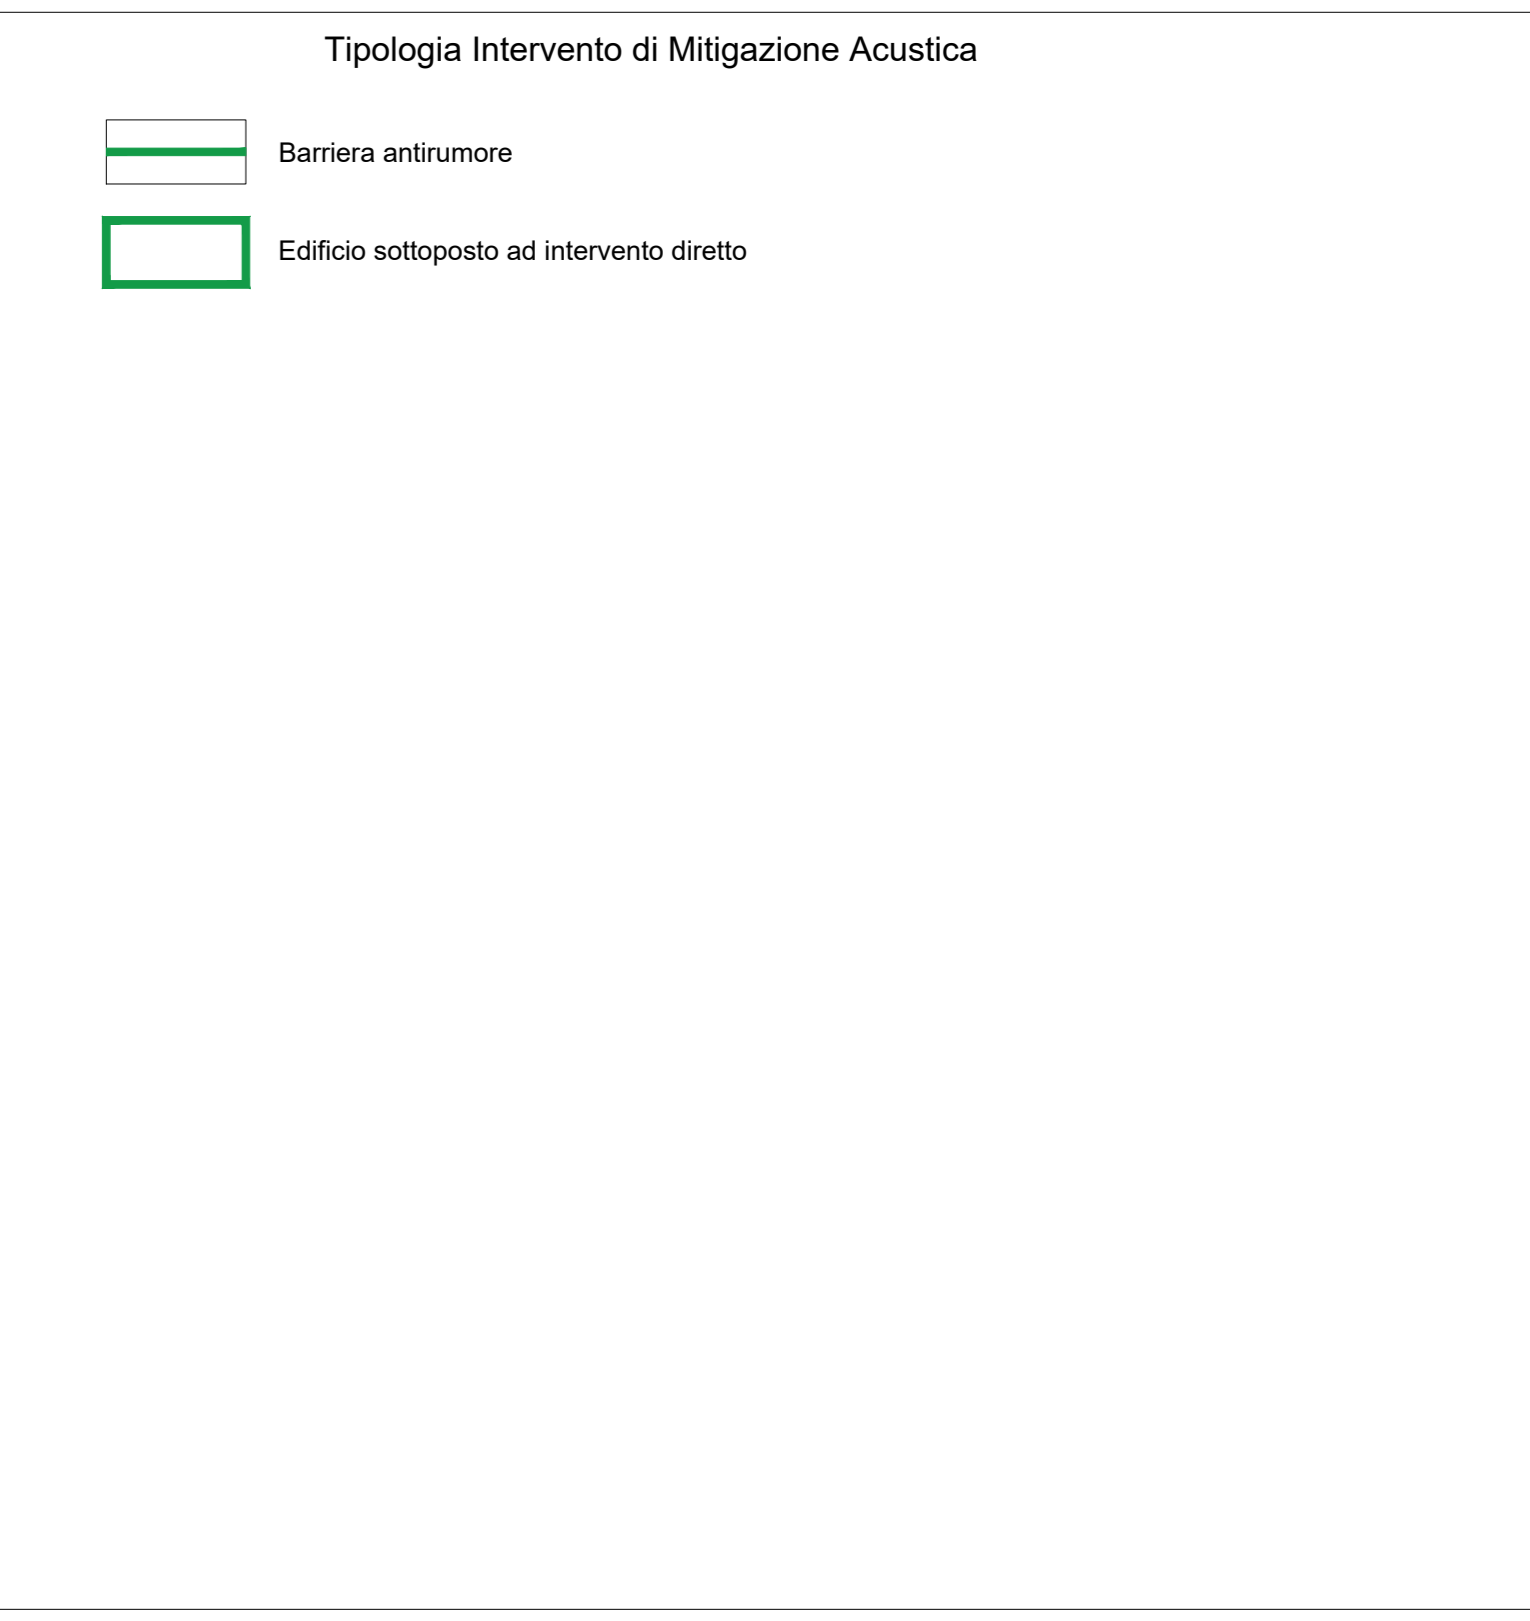 Tipologia Intervento di Mitigazione Acustica
Barriera antirumore
Edificio sottoposto ad intervento diretto